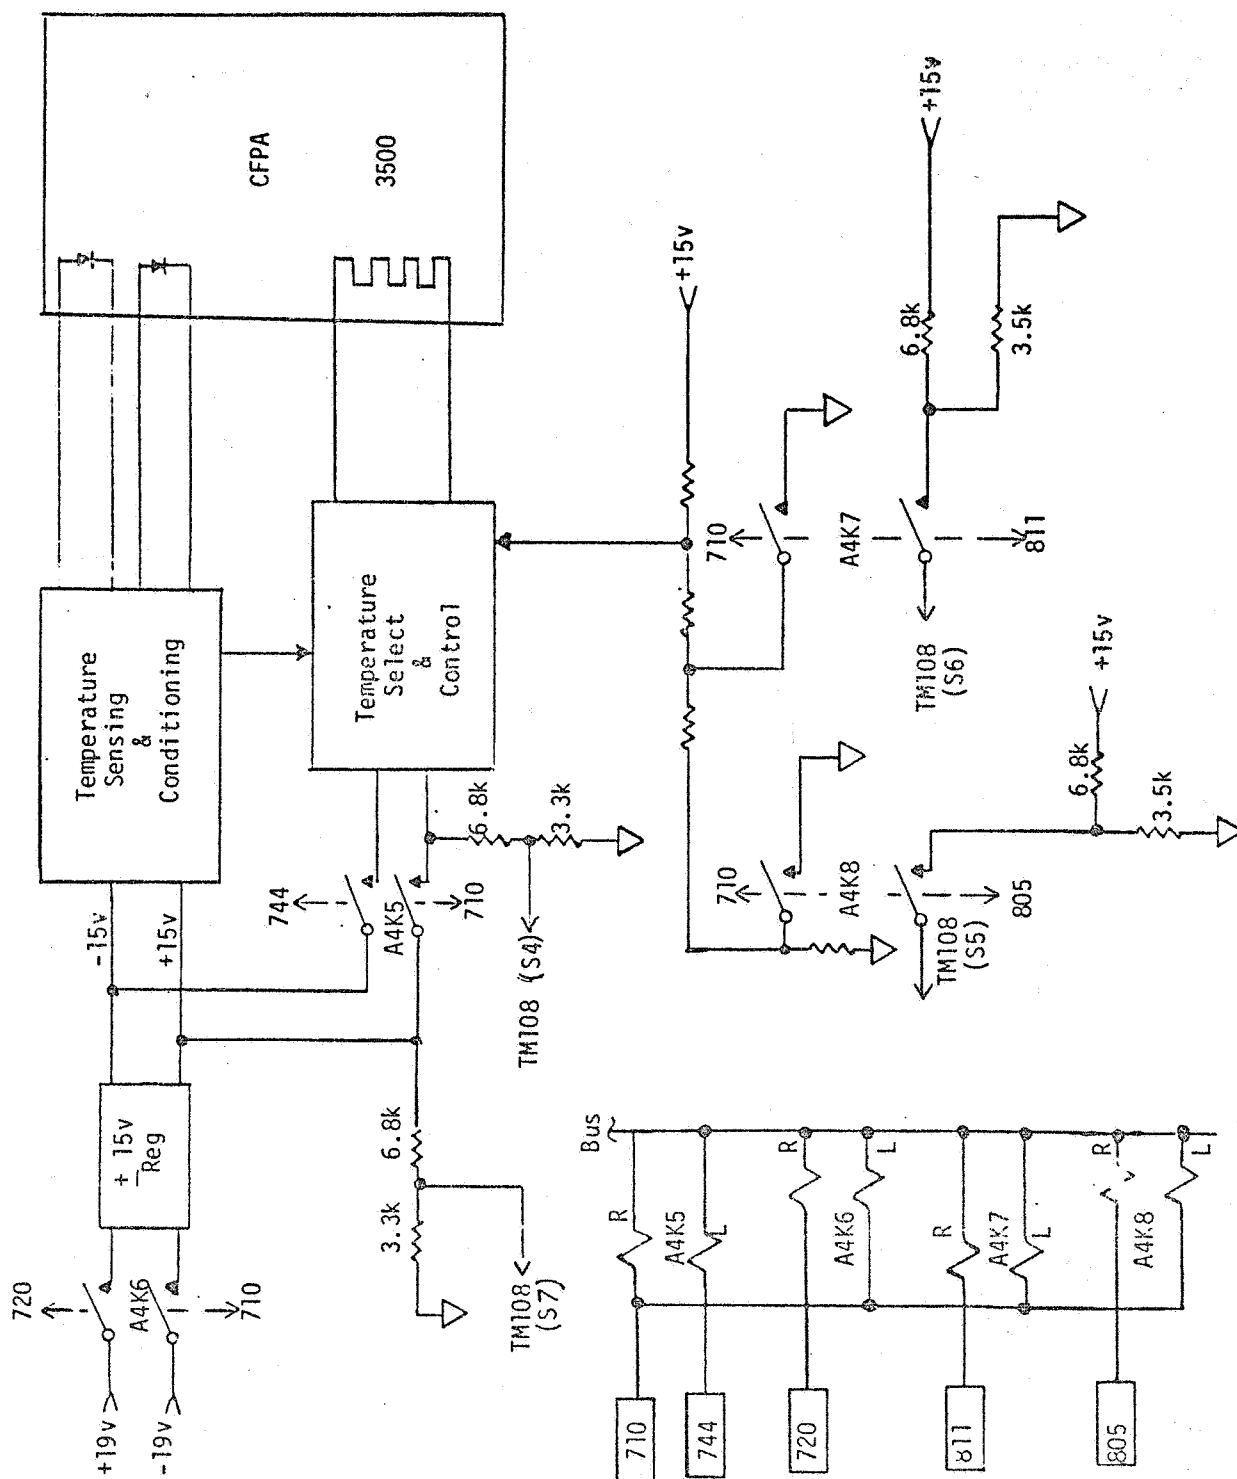 CFPA
3500
Temperature
Sensing
&
Conditioning
Temperature
Select
&
Control
-15v
+15v
+ 15v
_
Reg
+19v
-19v
720
A4K6
710
744
A4K5
710
6.8k
3.3k
TM108 (S4)
6.8k
3.3k
TM108
(S7)
+15v
710
A4K7
811
TM108
(S6)
+15v
6.8k
3.5k
710
A4K8
805
TM108
(S5)
+15v
6.8k
3.5k
Bus
R
A4K5
L
R
A4K6
L
R
A4K7
L
R
A4K8
L
710
744
720
811
805